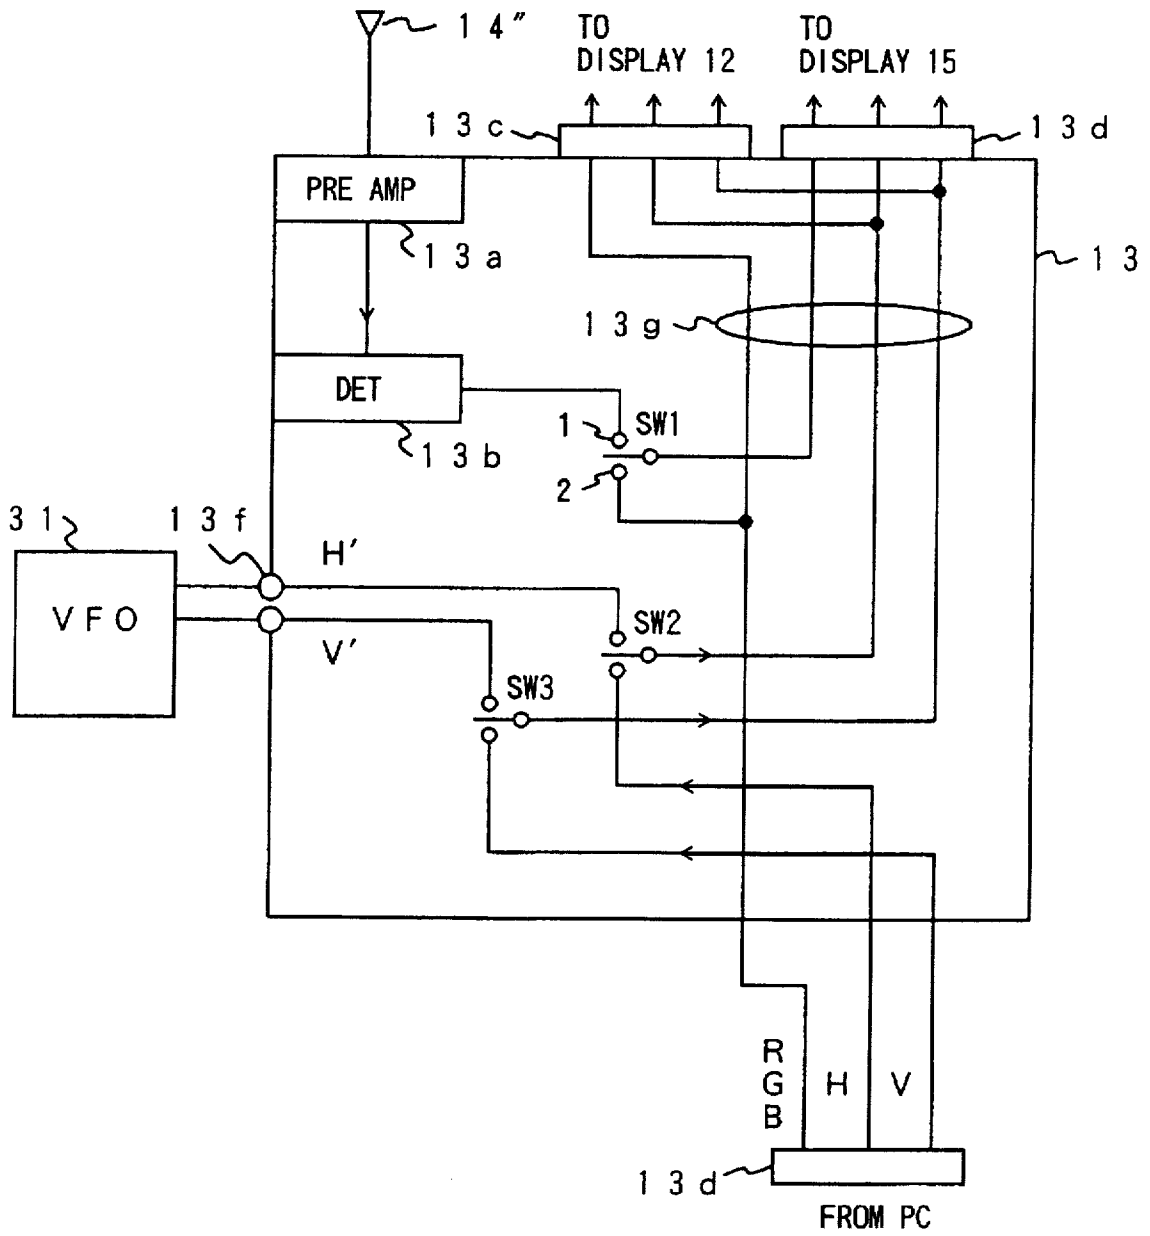 14"
TO
DISPLAY 12
TO
DISPLAY 15
13c
13d
PRE AMP
13a
13
13g
DET
1
SW1
13b
2
31
13f
H'
VFO
SW2
V'
SW3
R
G
B
H
V
13d
FROM PC